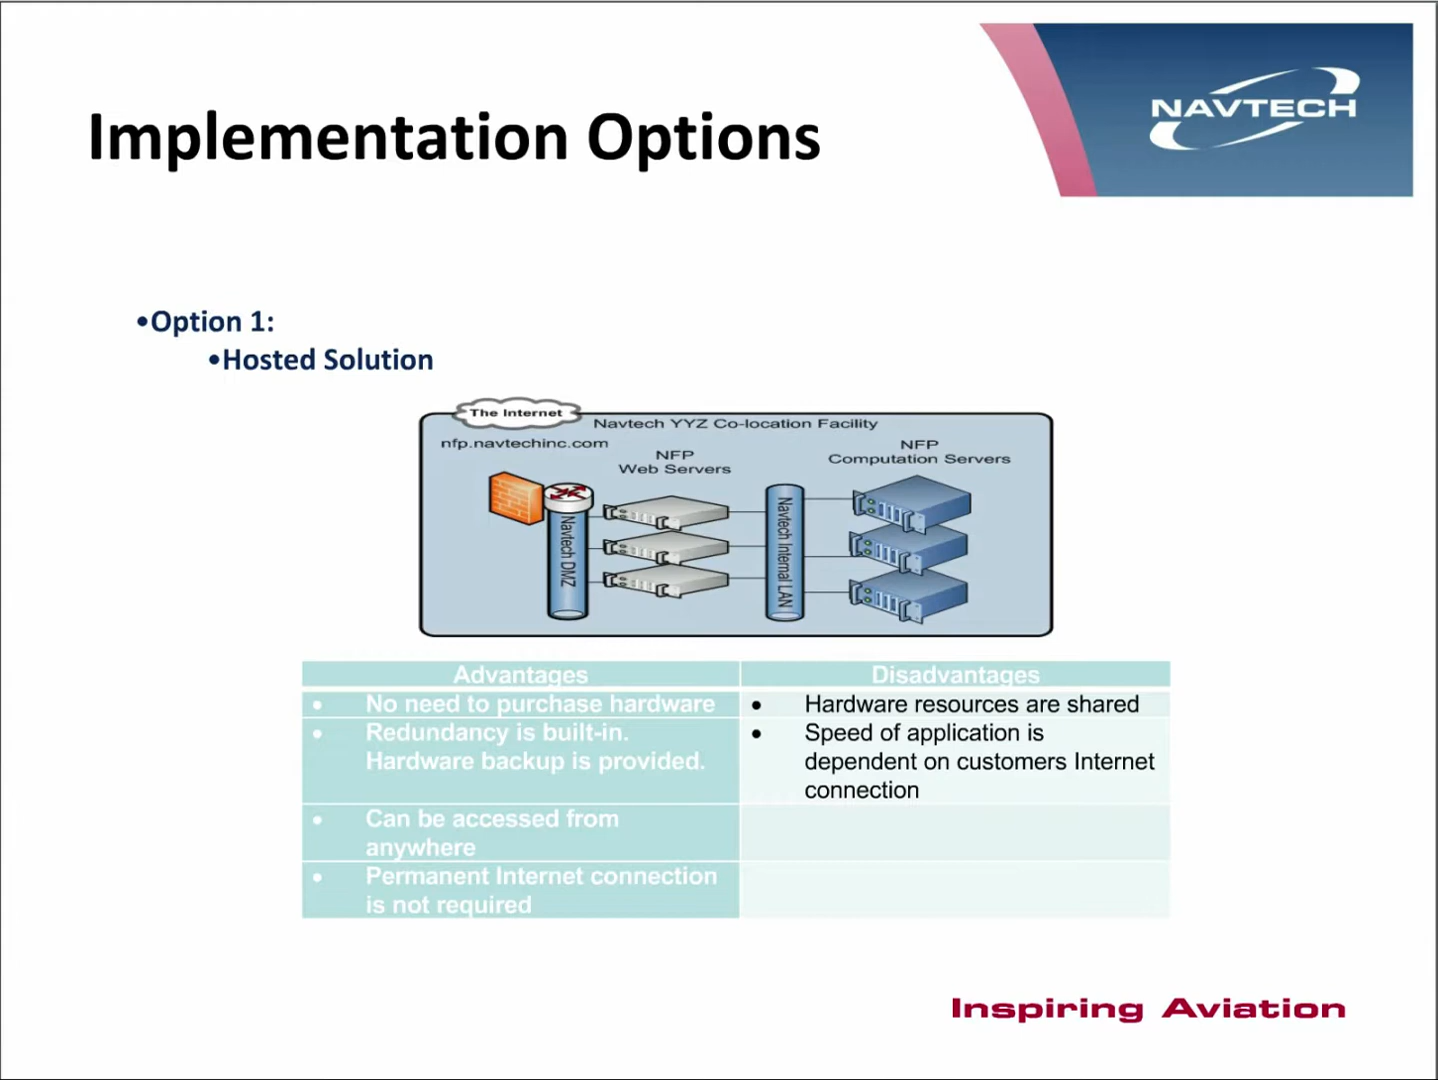 NAVTECH
Implementation Options
•Option 1:
•Hosted Solution
The Internet
Navtech YYZ Co-location Facility
nfp.navtechinc.com
NFP
Web Servers
NFP
Computation Servers
Navtech DMZ
Navtech Internal LAN
Advantages
Disadvantages
• No need to purchase hardware
• Hardware resources are shared
• Redundancy is built-in.
Hardware backup is provided.
• Speed of application is
dependent on customers Internet
connection
• Can be accessed from
anywhere
• Permanent Internet connection
is not required
Inspiring Aviation